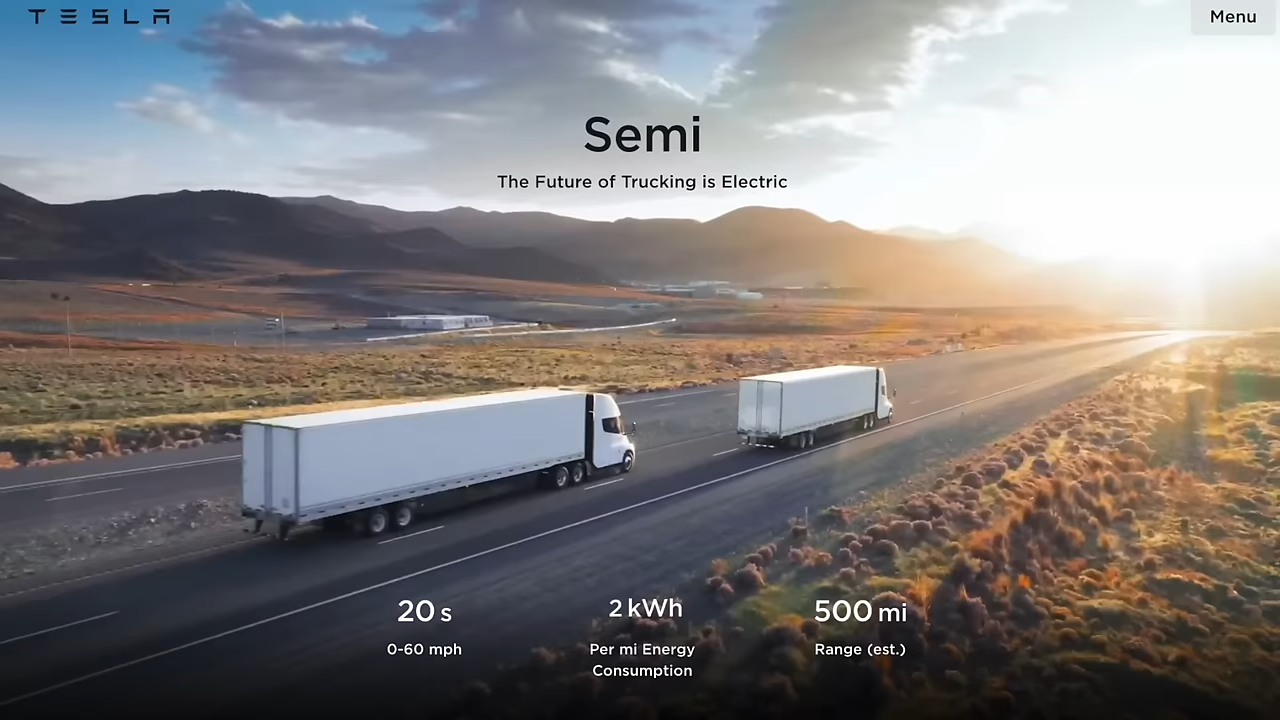 TESLA
Menu
Semi
The Future of Trucking is Electric
20 s
2 kWh
500 mi
0-60 mph
Per mi Energy
Range (est.)
Consumption